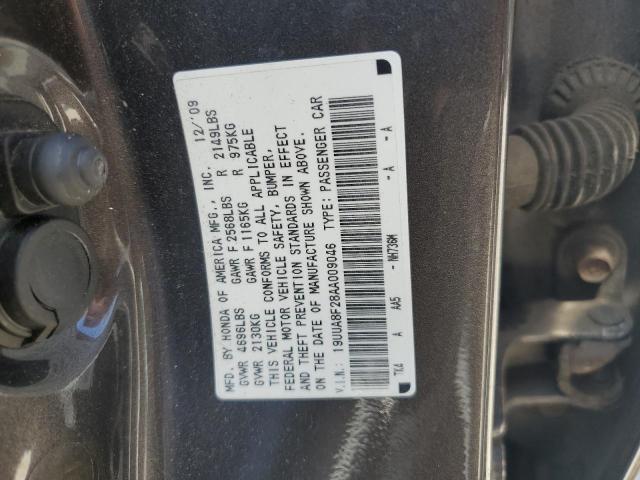 MFD. BY HONDA OF AMERICA MFG., INC. 12/'09
GVWR 4696LBS GAWR F 2568LBS R 2149LBS
GVWR 2130KG GAWR F 1165KG R 975KG
THIS VEHICLE CONFORMS TO ALL APPLICABLE
FEDERAL MOTOR VEHICLE SAFETY, BUMPER,
AND THEFT PREVENTION STANDARDS IN EFFECT
ON THE DATE OF MANUFACTURE SHOWN ABOVE.
V.I.N.: 19UUA8F28AA009046 TYPE: PASSENGER CAR
TK4 A AA5 - NH736M - A - A